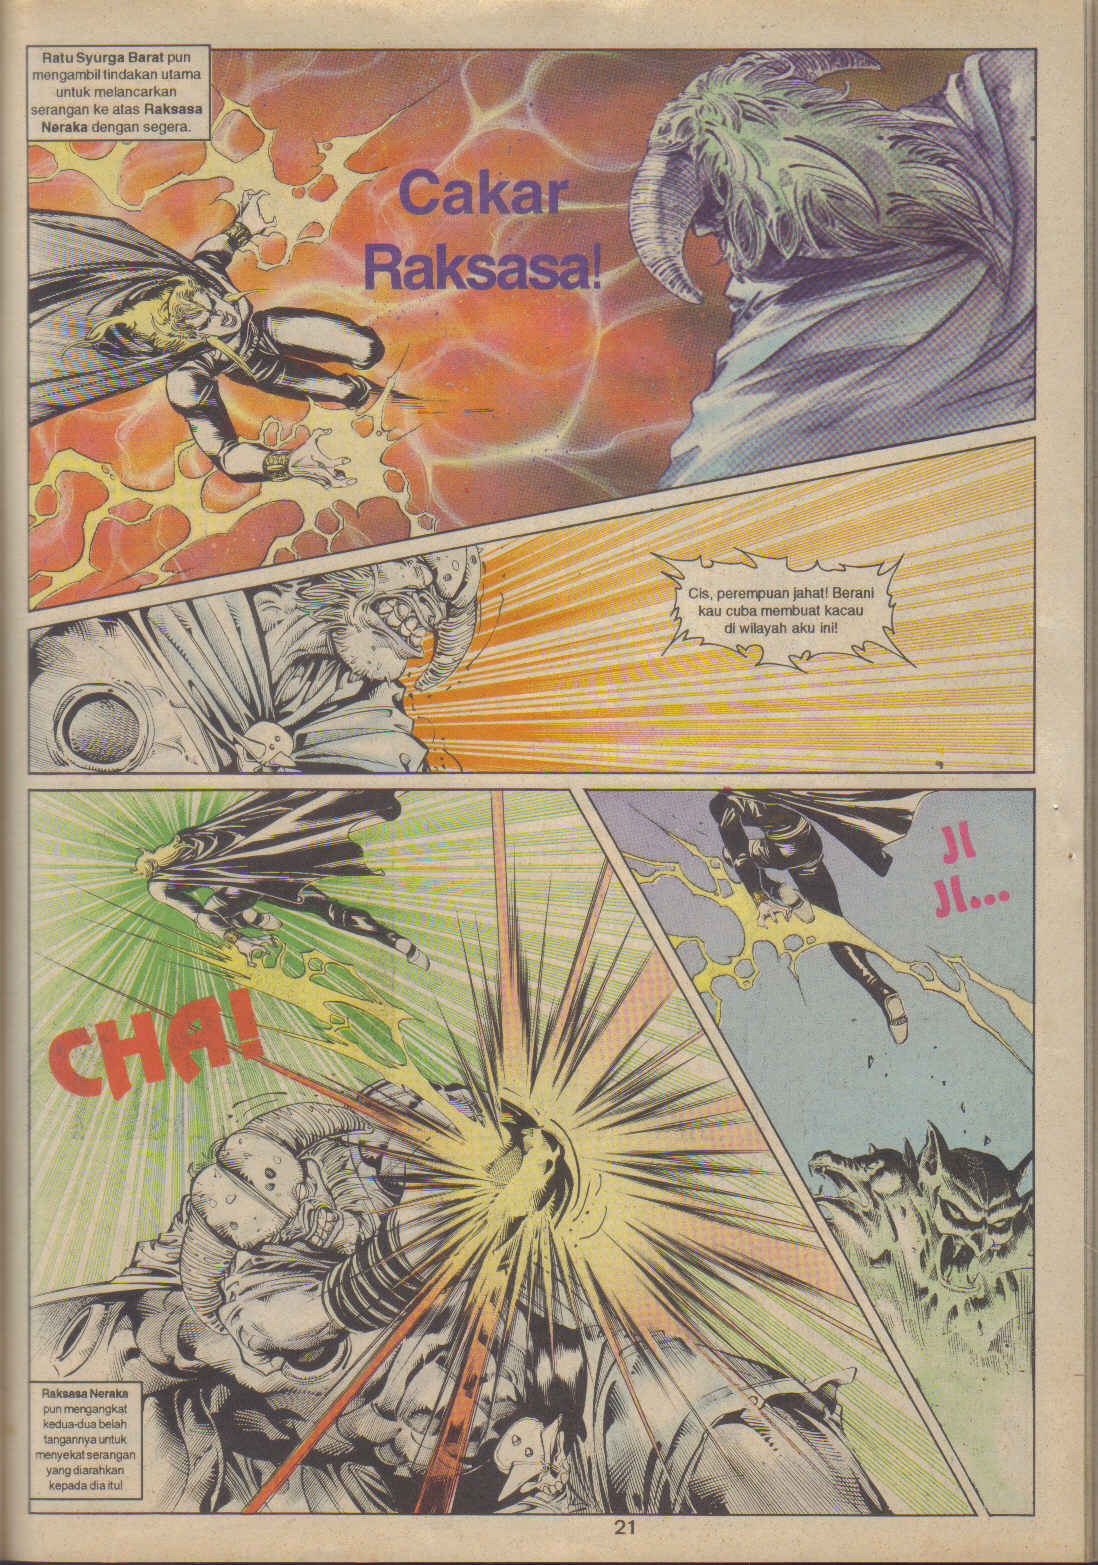 Ratu Syurga Barat pun
mengambil tindakan utama
untuk melancarkan
serangan ke atas Raksasa
Neraka dengan segera.
Cakar
Raksasa!
Cis, perempuan jahat! Berani
kau cuba membuat kacau
di wilayah aku ini!
CHA!
JI
JI...
Raksasa Neraka
pun mengangkat
kedua-dua belah
tangannya untuk
menyekat serangan
yang diarahkan
kepada dia itu!
21